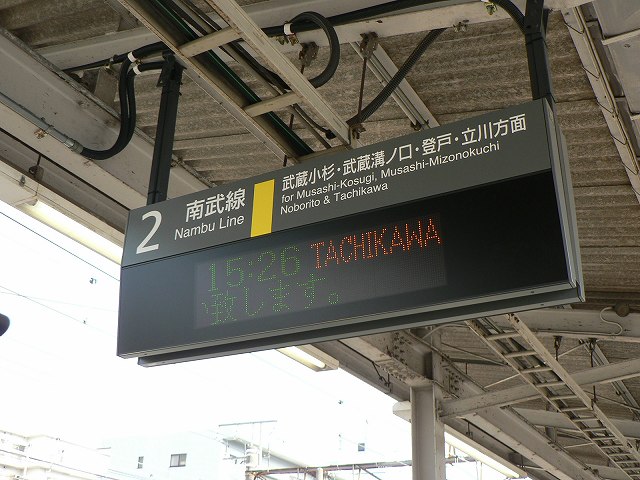 2
南武線
Nambu Line
武蔵小杉・武蔵溝ノ口・登戸・立川方面
for Musashi-Kosugi, Musashi-Mizonokuchi
Noborito & Tachikawa
15:26 TACHIKAWA
致します。